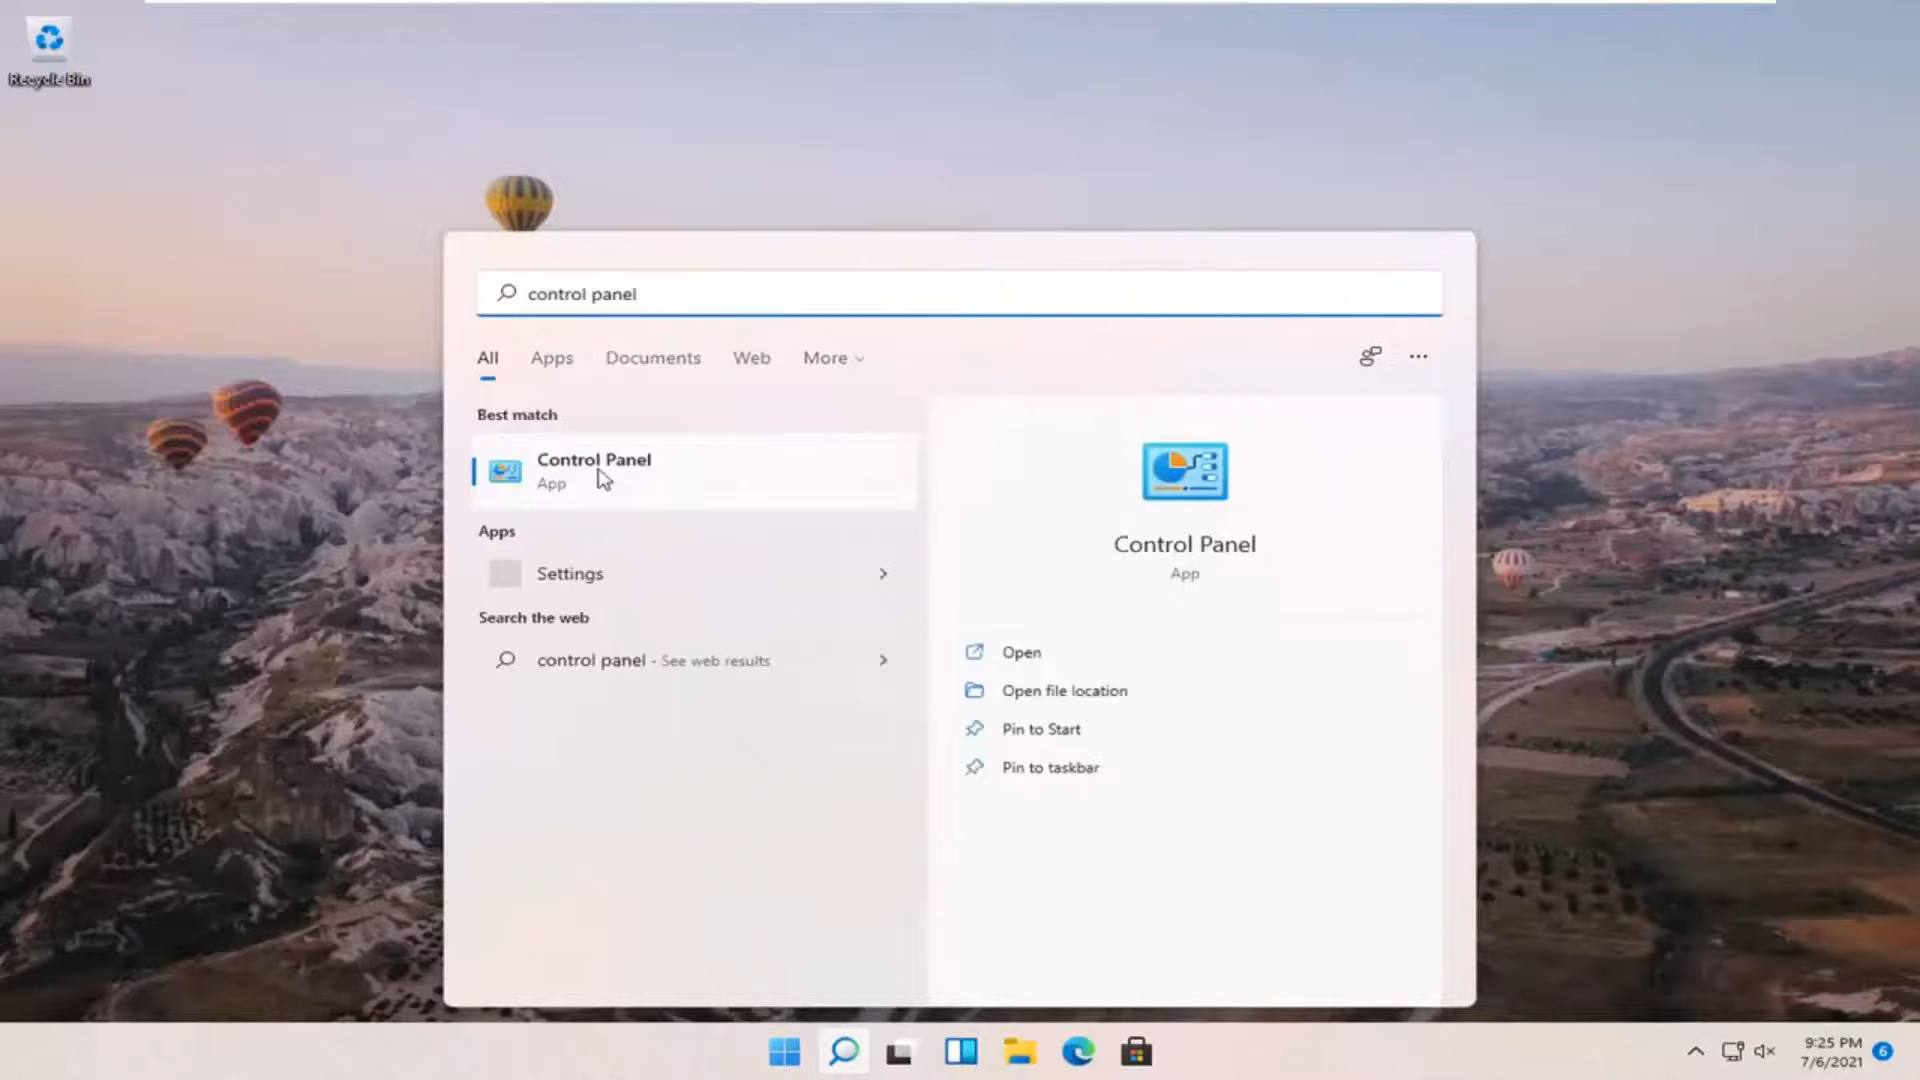 Recycle Bin
control panel
All Apps Documents Web More
Best match
Control Panel
App
Apps
Settings
Search the web
control panel - See web results
Control Panel
App
Open
Open file location
Pin to Start
Pin to taskbar
9:25 PM
7/6/2021
6